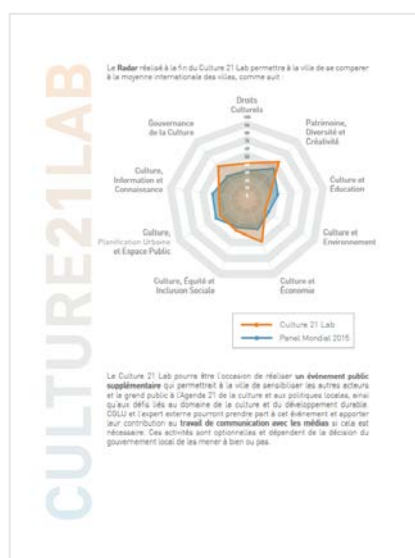 CULTURE21LAB
Le Radar réalisé à la fin du Culture 21 Lab permettra à la ville de se comparer
à la moyenne internationale des villes, comme suit :
Droits
Culturels
Gouvernance
de la Culture
Patrimoine,
Diversité et
Créativité
Culture,
Information et
Connaissance
Culture et
Éducation
Culture,
Planification Urbaine
et Espace Public
Culture et
Environnement
Culture, Équité et
Inclusion Sociale
Culture et
Économie
Culture 21 Lab
Panel Mondial 2015
Le Culture 21 Lab pourra être l'occasion de réaliser un événement public
supplémentaire qui permettrait à la ville de sensibiliser les autres acteurs
et le grand public à l'Agenda 21 de la culture et aux politiques locales, ainsi
qu'aux défis liés au domaine de la culture et du développement durable.
CGLU et l'expert externe pourront prendre part à cet événement et apporter
leur contribution au travail de communication avec les médias si cela est
nécessaire. Ces activités sont optionnelles et dépendent de la décision du
gouvernement local de les mener à bien ou pas.